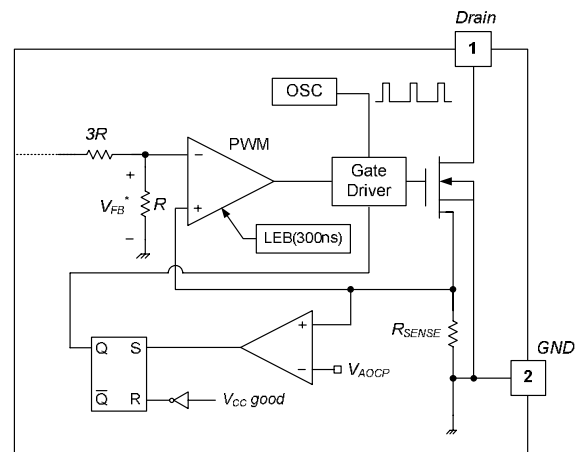 Drain
1
OSC
3R
PWM
−
+
V_FB*
R
−
+
Gate
Driver
LEB(300ns)
+
−
V_AOCP
R_SENSE
GND
2
Q
S
Q̅
R
V_CC good